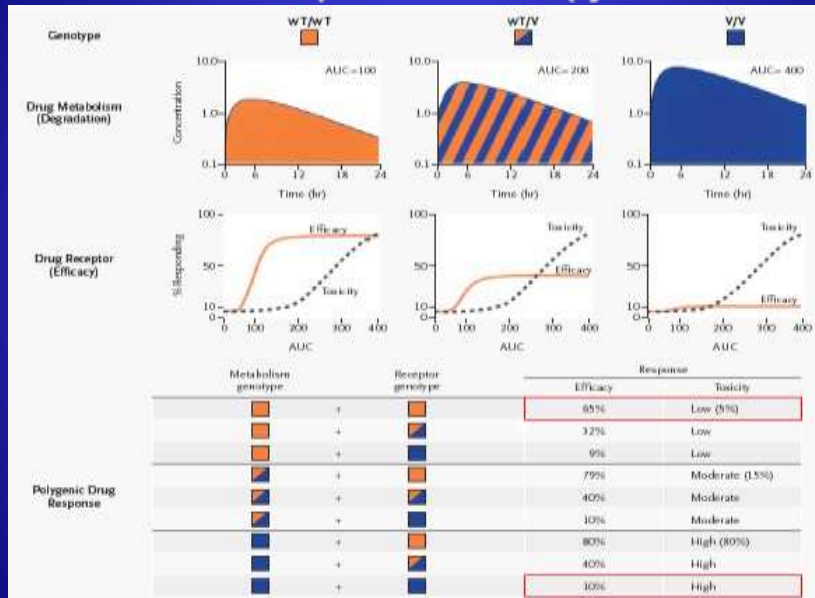 Genotype
WT/WT
WT/V
V/V
Drug Metabolism
(Degradation)
Concentration
10.0
1.0
0.1
AUC=100
0 6 12 18 24
Time (hr)
10.0
1.0
0.1
AUC=200
0 6 12 18 24
Time (hr)
10.0
1.0
0.1
AUC= 400
0 6 12 18 24
Time (hr)
Drug Receptor
(Efficacy)
% Responding
100
50
10
0
Efficacy
Toxicity
0 100 200 300 400
AUC
100
50
10
0
Toxicity
Efficacy
0 100 200 300 400
AUC
100
50
10
0
Toxicity
Efficacy
0 100 200 300 400
AUC
Polygenic Drug
Response
Metabolism
genotype
Receptor
genotype
Response
Efficacy Toxicity
+ 65% Low (5%)
+ 32% Low
+ 9% Low
+ 79% Moderate (15%)
+ 40% Moderate
+ 10% Moderate
+ 80% High (80%)
+ 40% High
+ 10% High